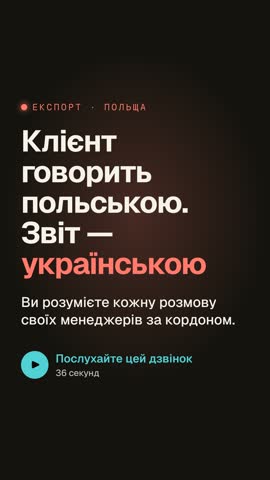 ЕКСПОРТ · ПОЛЬЩА
Клієнт
говорить
польською.
Звіт —
українською
Ви розумієте кожну розмову
своїх менеджерів за кордоном.
Послухайте цей дзвінок
36 секунд